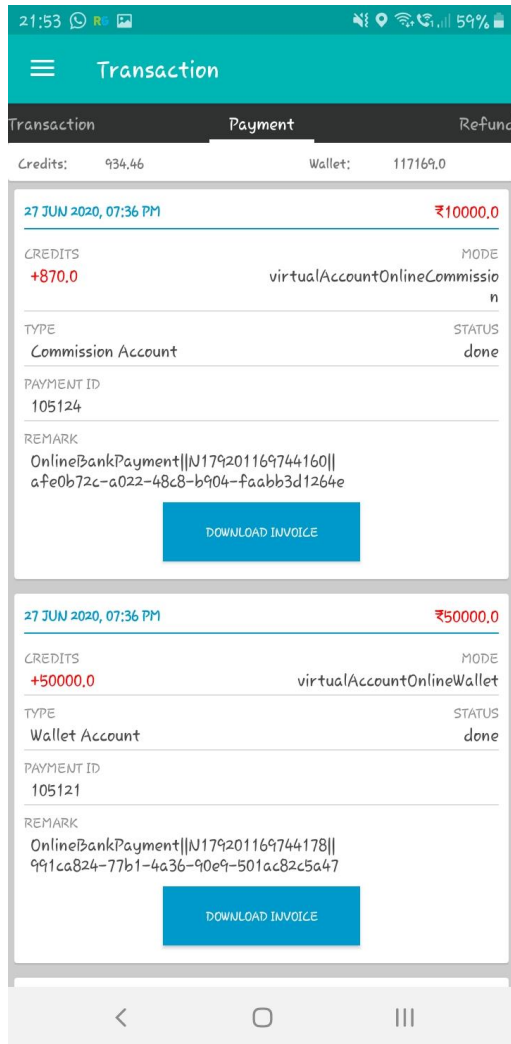 21:53 RG 59%
Transaction
Transaction Payment Refund
Credits: 934.46 Wallet: 117169.0
27 JUN 2020, 07:36 PM ₹10000.0
CREDITS MODE
+870.0 virtualAccountOnlineCommissio
n
TYPE STATUS
Commission Account done
PAYMENT ID
105124
REMARK
OnlineBankPayment||N179201169744160||
afe0b72c-a022-48c8-b904-faabb3d1264e
DOWNLOAD INVOICE
27 JUN 2020, 07:36 PM ₹50000.0
CREDITS MODE
+50000.0 virtualAccountOnlineWallet
TYPE STATUS
Wallet Account done
PAYMENT ID
105121
REMARK
OnlineBankPayment||N179201169744178||
991ca824-77b1-4a36-90e9-501ac82c5a47
DOWNLOAD INVOICE